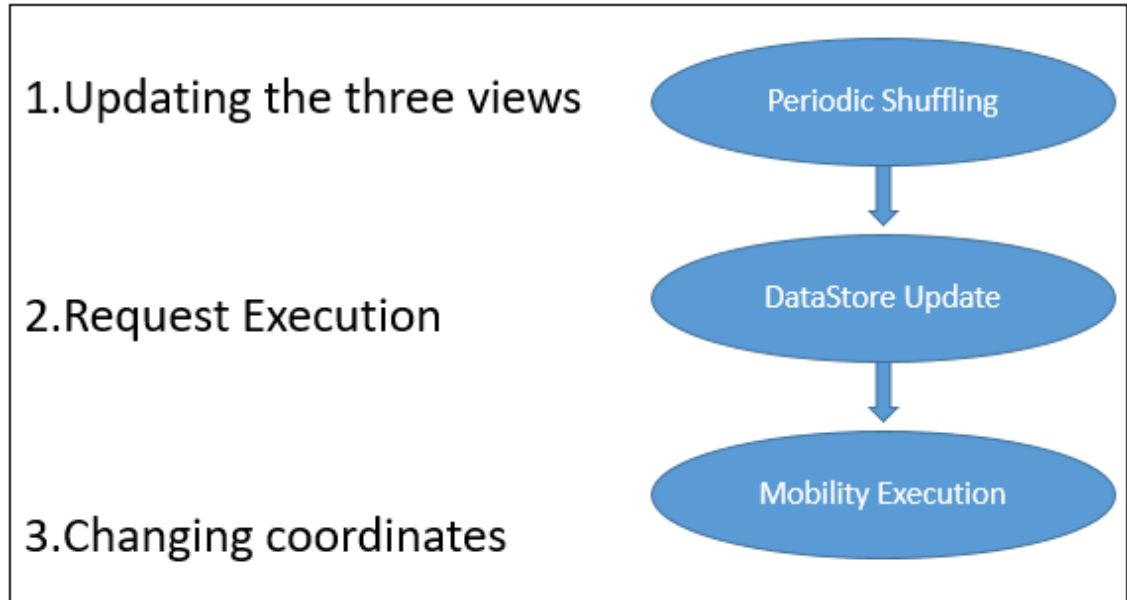 1.Updating the three views
Periodic Shuffling
2.Request Execution
DataStore Update
3.Changing coordinates
Mobility Execution